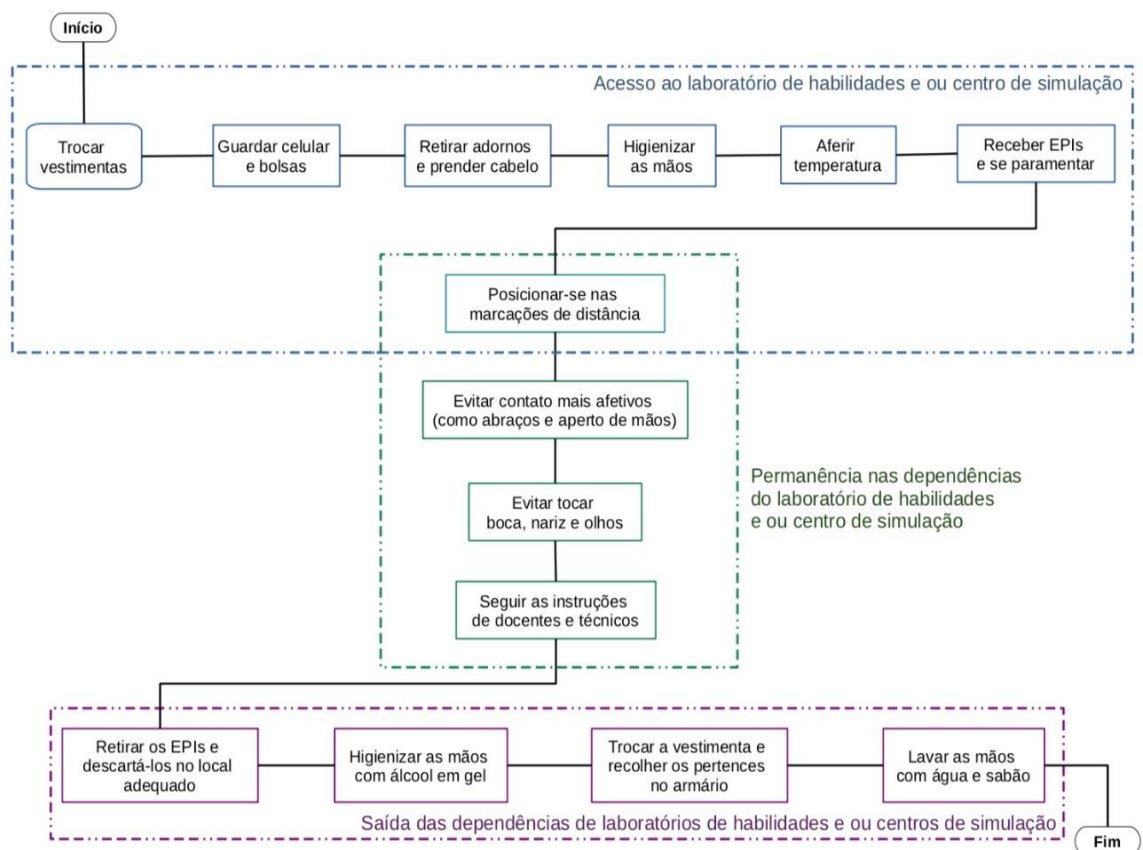 Início
Acesso ao laboratório de habilidades e ou centro de simulação
Trocar
vestimentas
Guardar celular
e bolsas
Retirar adornos
e prender cabelo
Higienizar
as mãos
Aferir
temperatura
Receber EPIs
e se paramentar
Posicionar-se nas
marcações de distância
Evitar contato mais afetivos
(como abraços e aperto de mãos)
Evitar tocar
boca, nariz e olhos
Seguir as instruções
de docentes e técnicos
Permanência nas dependências
do laboratório de habilidades
e ou centro de simulação
Retirar os EPIs e
descartá-los no local
adequado
Higienizar as mãos
com álcool em gel
Trocar a vestimenta e
recolher os pertences
no armário
Lavar as mãos
com água e sabão
Saída das dependências de laboratórios de habilidades e ou centros de simulação
Fim